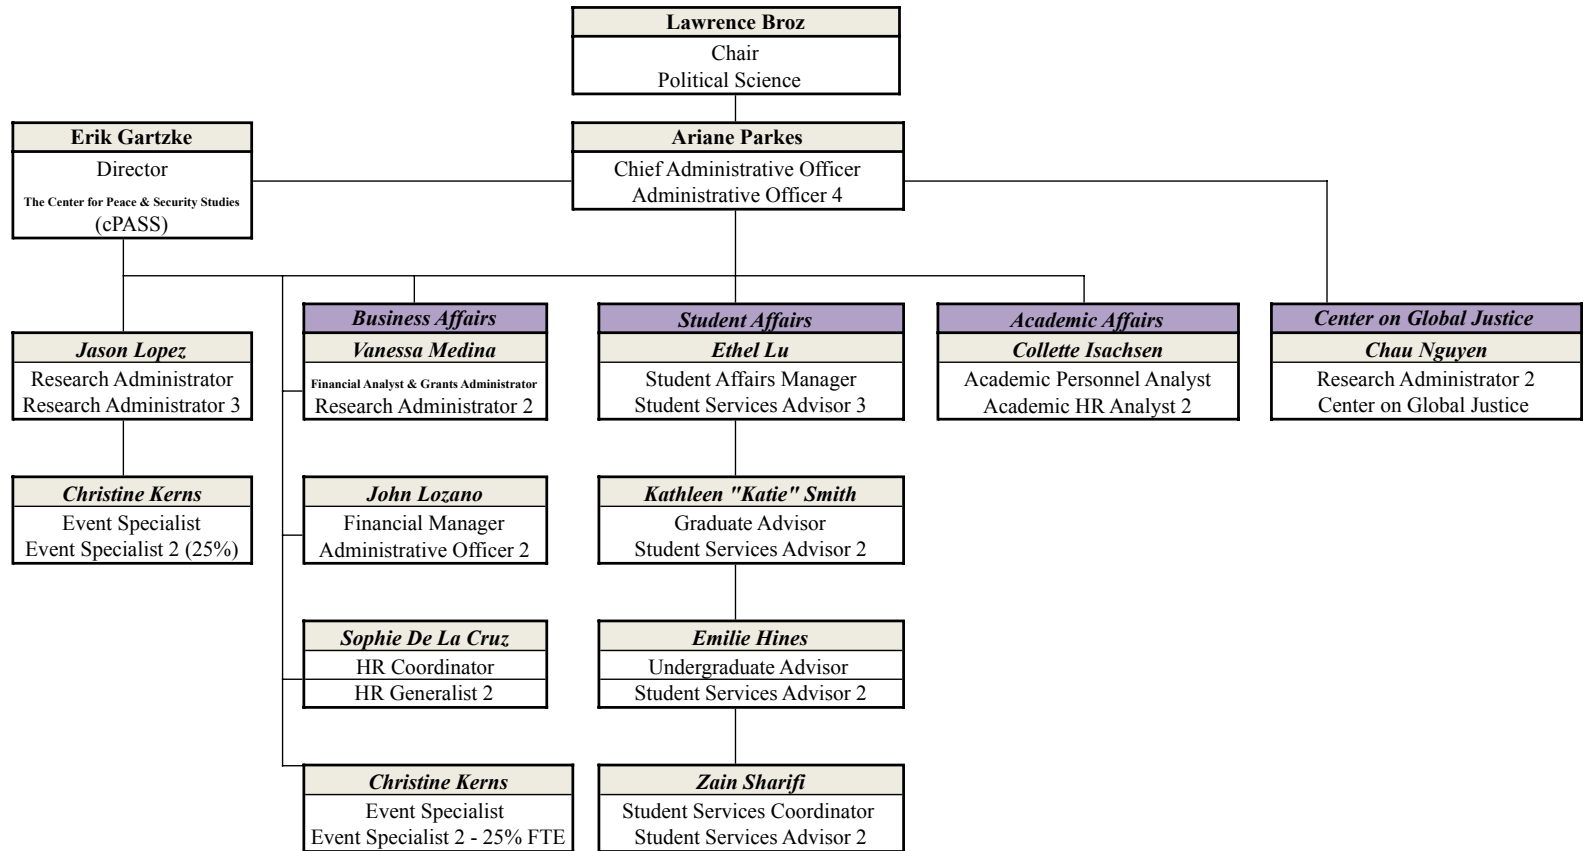 Lawrence Broz
Chair
Political Science
Erik Gartzke
Director
The Center for Peace & Security Studies
(cPASS)
Ariane Parkes
Chief Administrative Officer
Administrative Officer 4
Jason Lopez
Research Administrator
Research Administrator 3
Christine Kerns
Event Specialist
Event Specialist 2 (25%)
Business Affairs
Vanessa Medina
Financial Analyst & Grants Administrator
Research Administrator 2
John Lozano
Financial Manager
Administrative Officer 2
Sophie De La Cruz
HR Coordinator
HR Generalist 2
Christine Kerns
Event Specialist
Event Specialist 2 - 25% FTE
Student Affairs
Ethel Lu
Student Affairs Manager
Student Services Advisor 3
Kathleen "Katie" Smith
Graduate Advisor
Student Services Advisor 2
Emilie Hines
Undergraduate Advisor
Student Services Advisor 2
Zain Sharifi
Student Services Coordinator
Student Services Advisor 2
Academic Affairs
Collette Isachsen
Academic Personnel Analyst
Academic HR Analyst 2
Center on Global Justice
Chau Nguyen
Research Administrator 2
Center on Global Justice